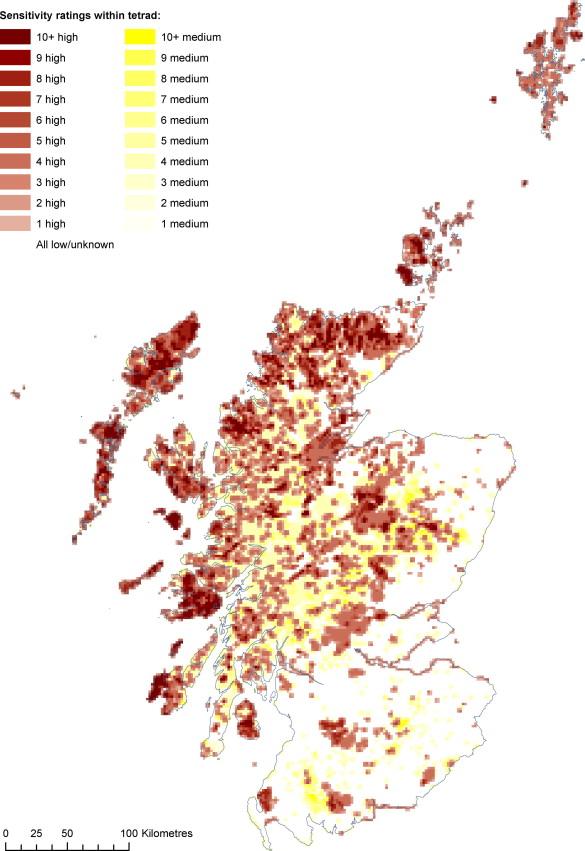 Sensitivity ratings within tetrad:
10+ high
10+ medium
9 high
9 medium
8 high
8 medium
7 high
7 medium
6 high
6 medium
5 high
5 medium
4 high
4 medium
3 high
3 medium
2 high
2 medium
1 high
1 medium
All low/unknown
0 25 50 100 Kilometres